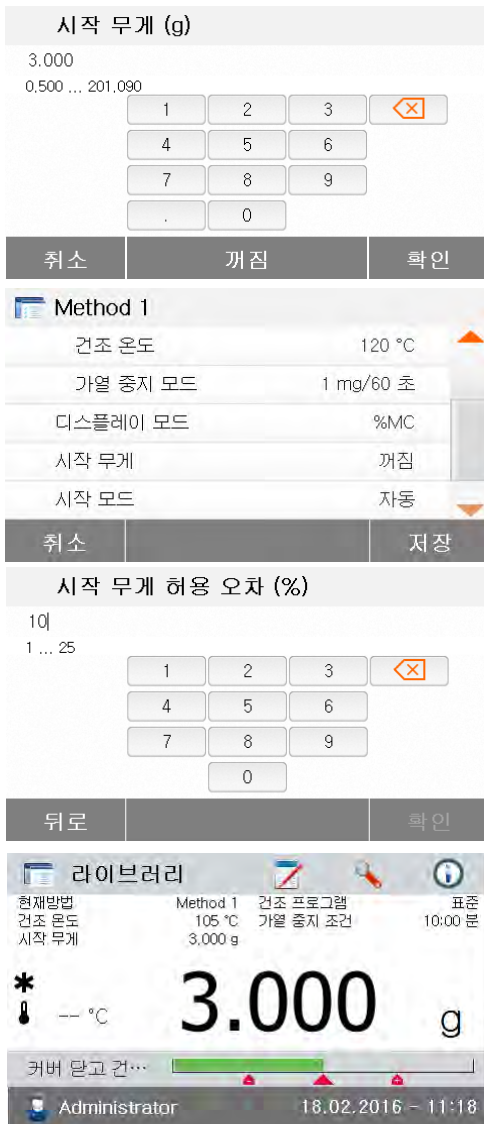 시작 무게 (g)
3.000
0.500 ... 201.090
1 2 3
4 5 6
7 8 9
. 0
취소 꺼짐 확인
Method 1
건조 온도 120 °C
가열 중지 모드 1 mg/60 초
디스플레이 모드 %MC
시작 무게 꺼짐
시작 모드 자동
취소 저장
시작 무게 허용 오차 (%)
10
1 ... 25
1 2 3
4 5 6
7 8 9
0
뒤로 확인
라이브러리
현재방법 Method 1 건조 프로그램 표준
건조 온도 105 °C 가열 중지 조건 10:00 분
시작 무게 3.000 g
* 3.000 g
-- °C
커버 닫고 건…
Administrator 18.02.2016 - 11:18